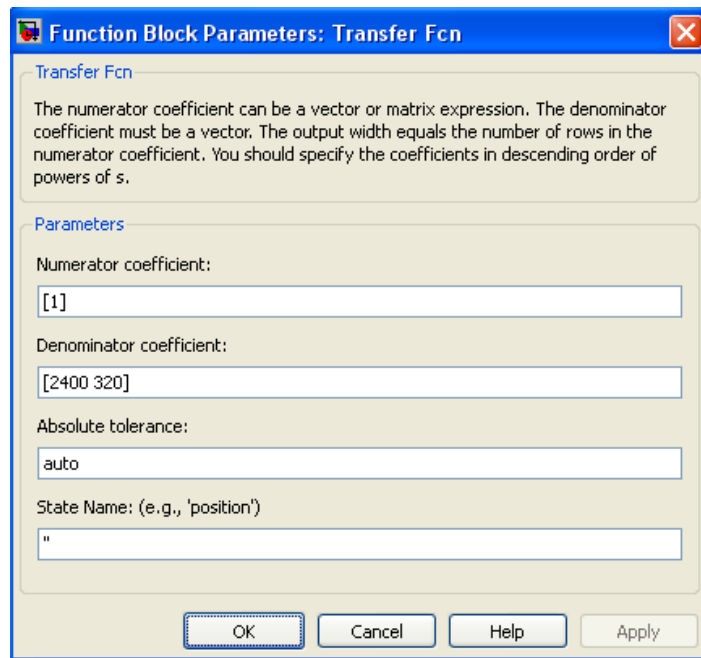 Function Block Parameters: Transfer Fcn
Transfer Fcn
The numerator coefficient can be a vector or matrix expression. The denominator
coefficient must be a vector. The output width equals the number of rows in the
numerator coefficient. You should specify the coefficients in descending order of
powers of s.
Parameters
Numerator coefficient:
[1]
Denominator coefficient:
[2400 320]
Absolute tolerance:
auto
State Name: (e.g., 'position')
''
OK Cancel Help Apply